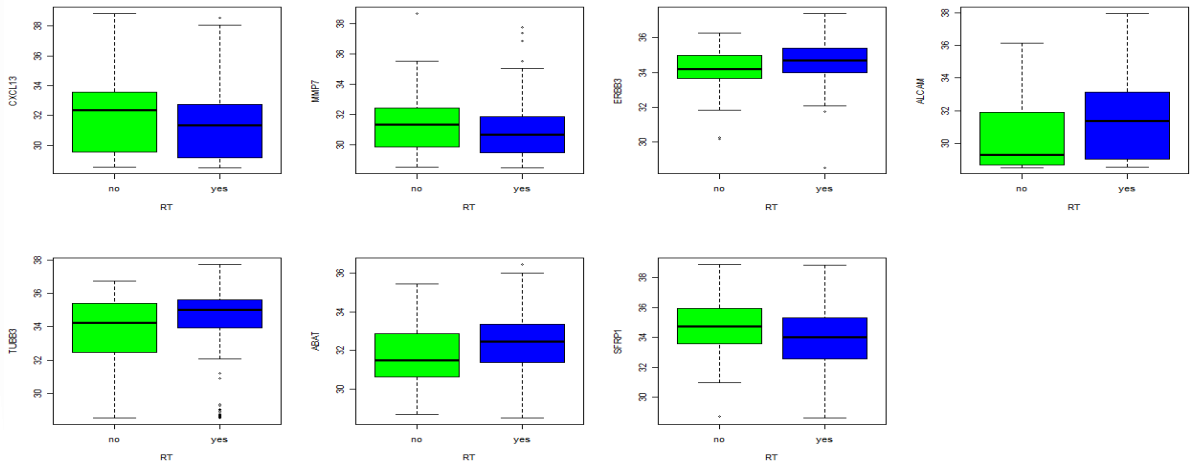 CXCL13
38
36
34
32
30
no
yes
RT
MMP7
38
36
34
32
30
no
yes
RT
ERBB3
36
34
32
30
no
yes
RT
ALCAM
38
36
34
32
30
no
yes
RT
TUBB3
38
36
34
32
30
no
yes
RT
ABAT
36
34
32
30
no
yes
RT
SFRP1
38
36
34
32
30
no
yes
RT